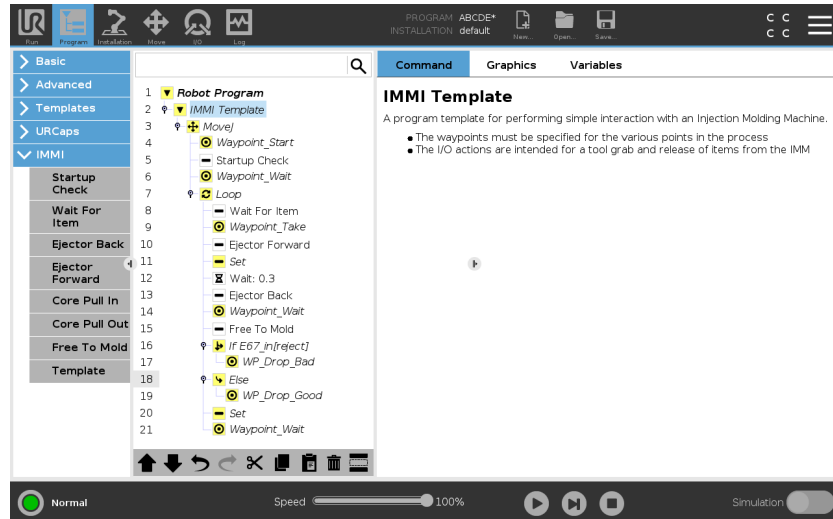 PROGRAM ABCDE*
INSTALLATION default
Run Program Installation Move I/O Log New... Open... Save...
C C
C C
Basic
Advanced
Templates
URCaps
IMMI
Startup
Check
Wait For
Item
Ejector Back
Ejector
Forward
Core Pull In
Core Pull Out
Free To Mold
Template
1 Robot Program
2 IMMI Template
3 MoveJ
4 Waypoint_Start
5 Startup Check
6 Waypoint_Wait
7 Loop
8 Wait For Item
9 Waypoint_Take
10 Ejector Forward
11 Set
12 Wait: 0.3
13 Ejector Back
14 Waypoint_Wait
15 Free To Mold
16 If E67_in[reject]
17 WP_Drop_Bad
18 Else
19 WP_Drop_Good
20 Set
21 Waypoint_Wait
Command Graphics Variables
IMMI Template
A program template for performing simple interaction with an Injection Molding Machine.
• The waypoints must be specified for the various points in the process
• The I/O actions are intended for a tool grab and release of items from the IMM
Normal Speed 100% Simulation